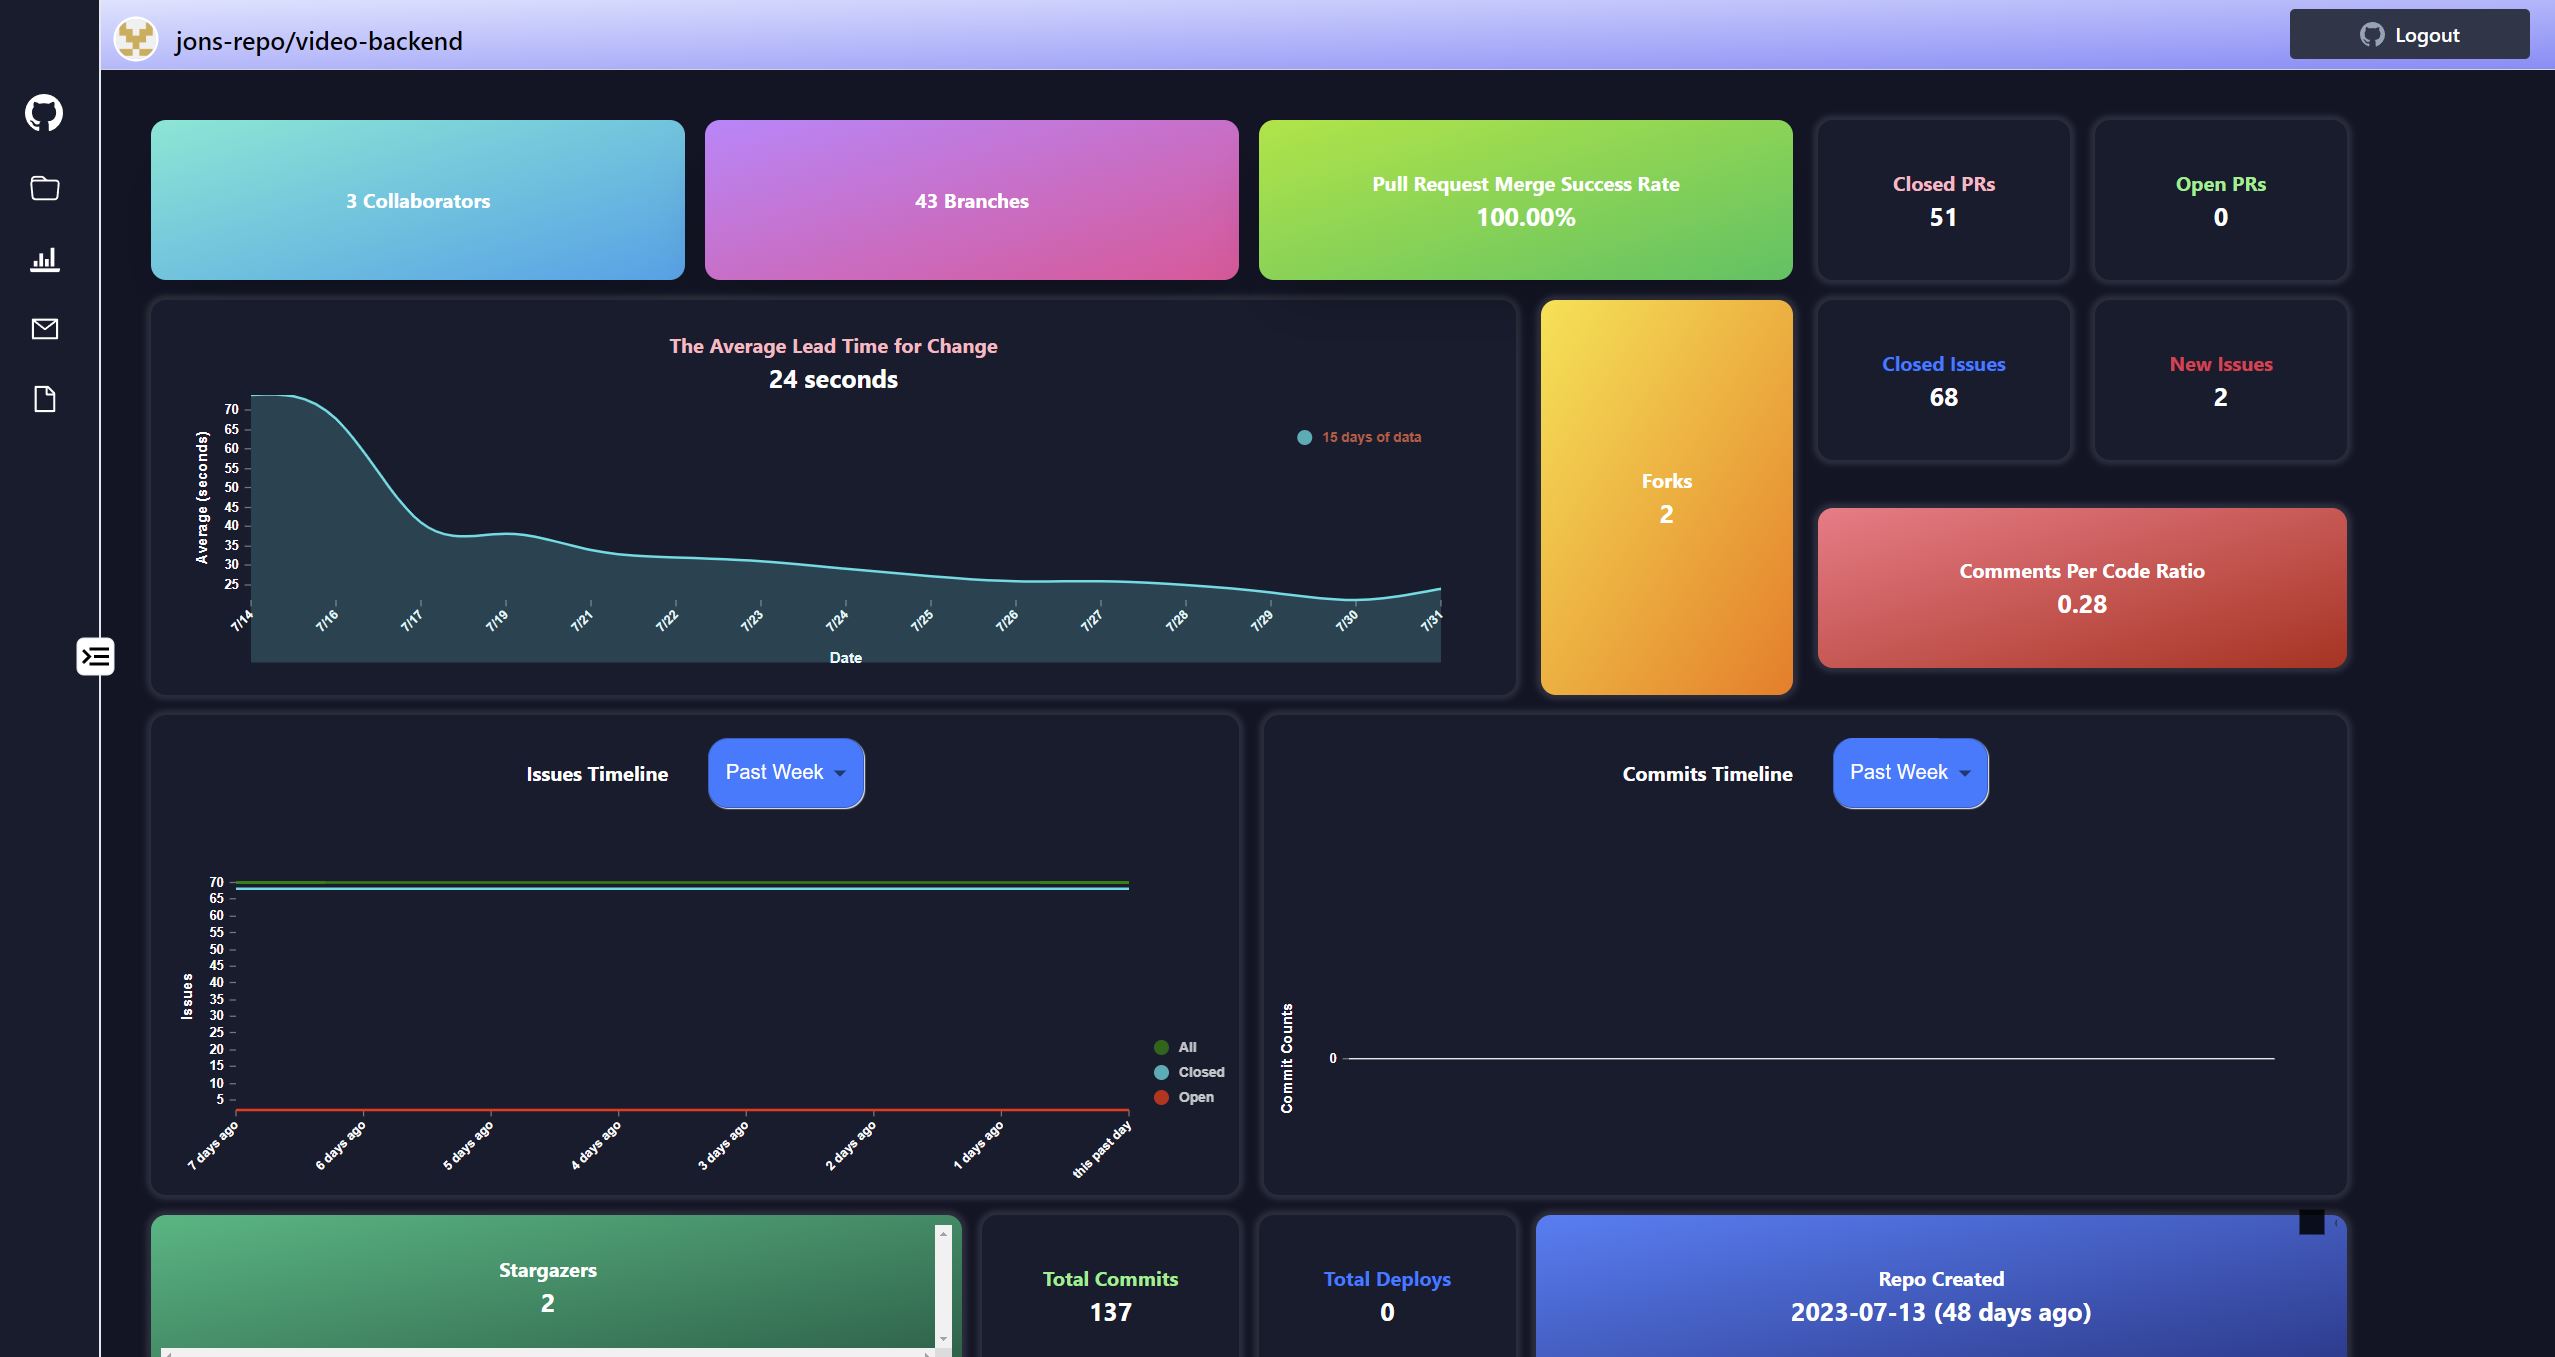 jons-repo/video-backend
Logout
3 Collaborators
43 Branches
Pull Request Merge Success Rate
100.00%
Closed PRs
51
Open PRs
0
The Average Lead Time for Change
24 seconds
Average (seconds)
70
65
60
55
50
45
40
35
30
25
15 days of data
7/14
7/16
7/17
7/19
7/21
7/22
7/23
7/24
7/25
7/26
7/27
7/28
7/29
7/30
7/31
Date
Forks
2
Closed Issues
68
New Issues
2
Comments Per Code Ratio
0.28
Issues Timeline
Past Week
Issues
70
65
60
55
50
45
40
35
30
25
20
15
10
5
7 days ago
6 days ago
5 days ago
4 days ago
3 days ago
2 days ago
1 days ago
this past day
All
Closed
Open
Commits Timeline
Past Week
Commit Counts
0
Stargazers
2
Total Commits
137
Total Deploys
0
Repo Created
2023-07-13 (48 days ago)